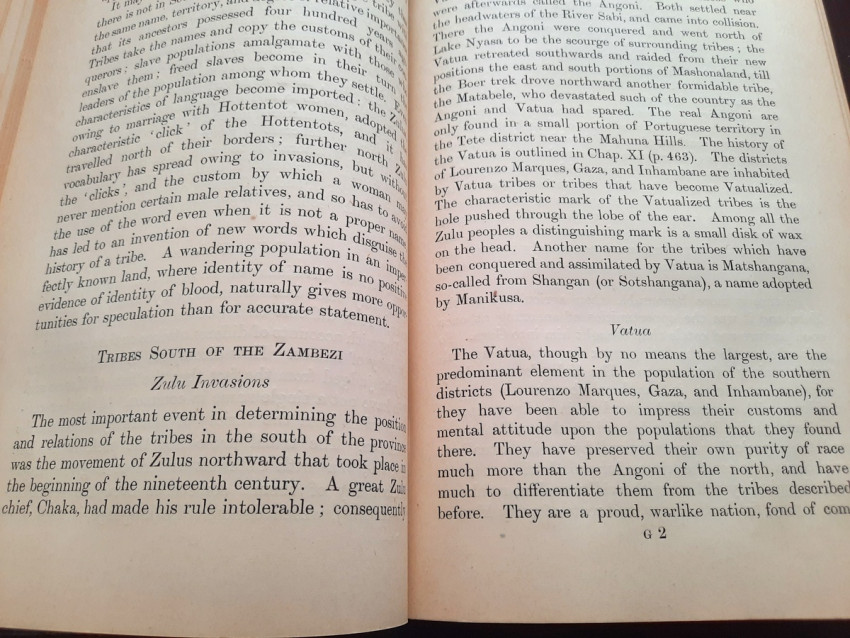 It may
there is not in
the same name, territory, and
relative importance
that its ancestors possessed four hundred years
Tribes take the names and copy the customs of their
querors; slave populations amalgamate with those
enslave them; freed slaves become in their turn
leaders of the population among whom they settle.
characteristics of language become imported: the Zulu
owing to marriage with Hottentot women, adopted the
characteristic ‘click’ of the Hottentots, and it
travelled north of their borders; further north Zulu
vocabulary has spread owing to invasions, but without
the ‘clicks’, and the custom by which a woman may
never mention certain male relatives, and so has to avoid
the use of the word even when it is not a proper name
has led to an invention of new words which disguise the
history of a tribe. A wandering population in an imper
fectly known land, where identity of name is no positive
evidence of identity of blood, naturally gives more oppor
tunities for speculation than for accurate statement.
TRIBES SOUTH OF THE ZAMBEZI
Zulu Invasions
The most important event in determining the position
and relations of the tribes in the south of the province
was the movement of Zulus northward that took place in
the beginning of the nineteenth century. A great Zulu
chief, Chaka, had made his rule intolerable; consequently
were afterwards called the Angoni. Both settled near
the headwaters of the River Sabi, and came into collision.
There the Angoni were conquered and went north of
Lake Nyasa to be the scourge of surrounding tribes; the
Vatua retreated southwards and raided from their new
positions the east and south portions of Mashonaland, till
the Boer trek drove northward another formidable tribe,
the Matabele, who devastated such of the country as the
Angoni and Vatua had spared. The real Angoni are
only found in a small portion of Portuguese territory in
the Tete district near the Mahuna Hills. The history of
the Vatua is outlined in Chap. XI (p. 463). The districts
of Lourenzo Marques, Gaza, and Inhambane are inhabited
by Vatua tribes or tribes that have become Vatualized.
The characteristic mark of the Vatualized tribes is the
hole pushed through the lobe of the ear. Among all the
Zulu peoples a distinguishing mark is a small disk of wax
on the head. Another name for the tribes which have
been conquered and assimilated by Vatua is Matshangana,
so-called from Shangan (or Sotshangana), a name adopted
by Manikusa.
Vatua
The Vatua, though by no means the largest, are the
predominant element in the population of the southern
districts (Lourenzo Marques, Gaza, and Inhambane), for
they have been able to impress their customs and
mental attitude upon the populations that they found
there. They have preserved their own purity of race
much more than the Angoni of the north, and have
much to differentiate them from the tribes described
before. They are a proud, warlike nation, fond of com
G 2